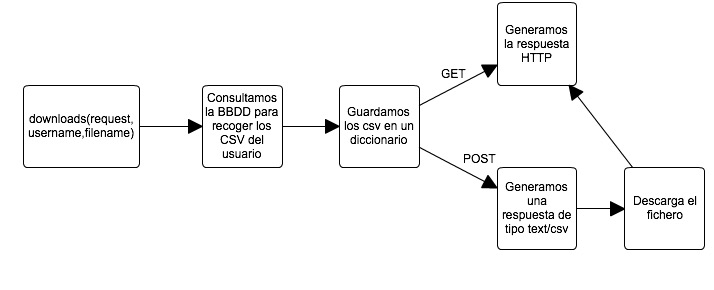 downloads(request,
username,filename)
Consultamos
la BBDD para
recoger los
CSV del
usuario
Guardamos
los csv en un
diccionario
GET
Generamos
la respuesta
HTTP
POST
Generamos
una
respuesta de
tipo text/csv
Descarga el
fichero